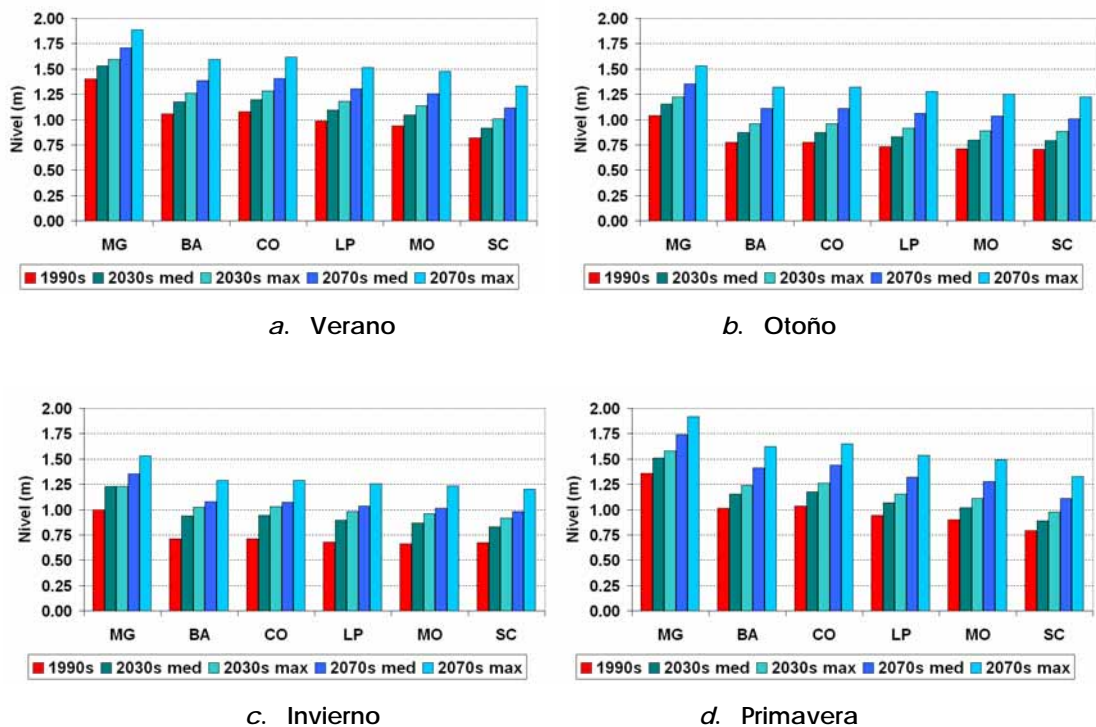 Nivel (m)
2.00
1.75
1.50
1.25
1.00
0.75
0.50
0.25
0.00
MG BA CO LP MO SC
1990s 2030s med 2030s max 2070s med 2070s max
a. Verano
Nivel (m)
2.00
1.75
1.50
1.25
1.00
0.75
0.50
0.25
0.00
MG BA CO LP MO SC
1990s 2030s med 2030s max 2070s med 2070s max
b. Otoño
Nivel (m)
2.00
1.75
1.50
1.25
1.00
0.75
0.50
0.25
0.00
MG BA CO LP MO SC
1990s 2030s med 2030s max 2070s med 2070s max
c. Invierno
Nivel (m)
2.00
1.75
1.50
1.25
1.00
0.75
0.50
0.25
0.00
MG BA CO LP MO SC
1990s 2030s med 2030s max 2070s med 2070s max
d. Primavera